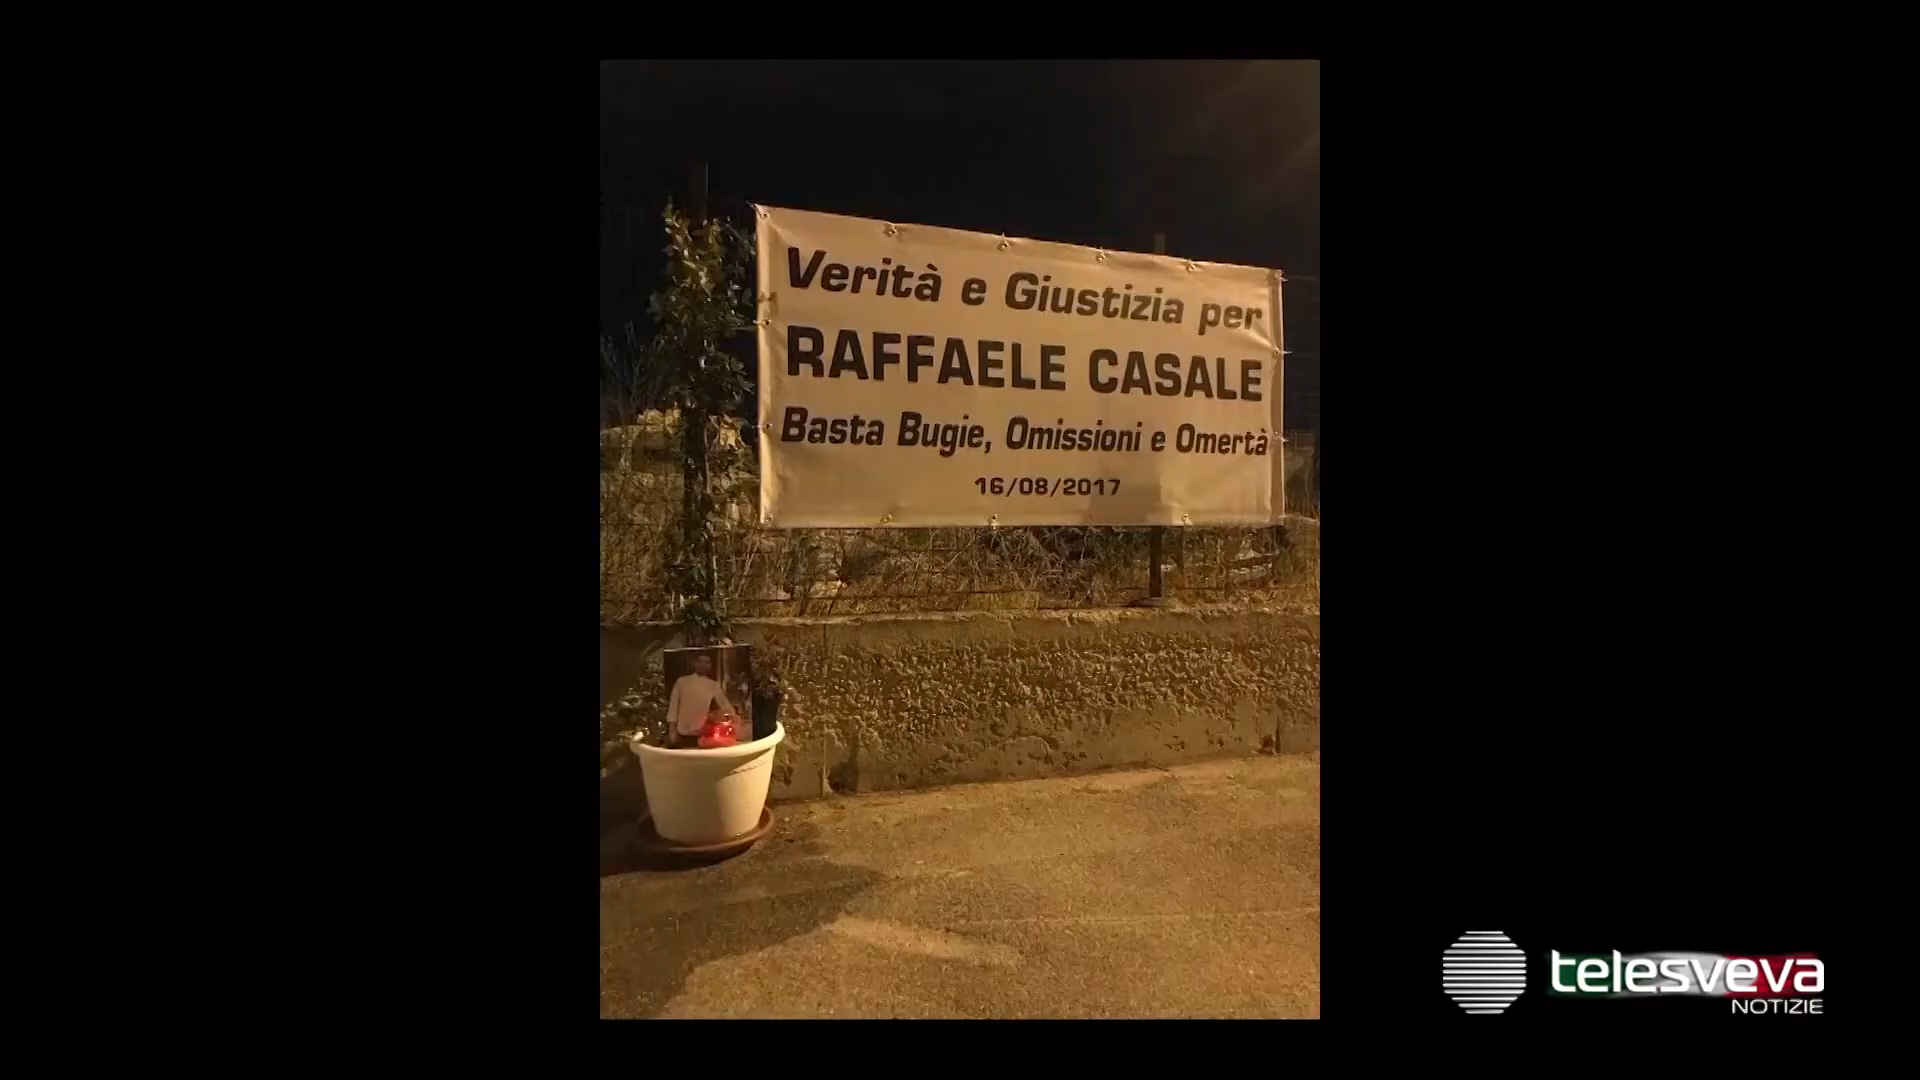 Verità e Giustizia per
RAFFAELE CASALE
Basta Bugie, Omissioni e Omertà
16/08/2017
telesveva
NOTIZIE